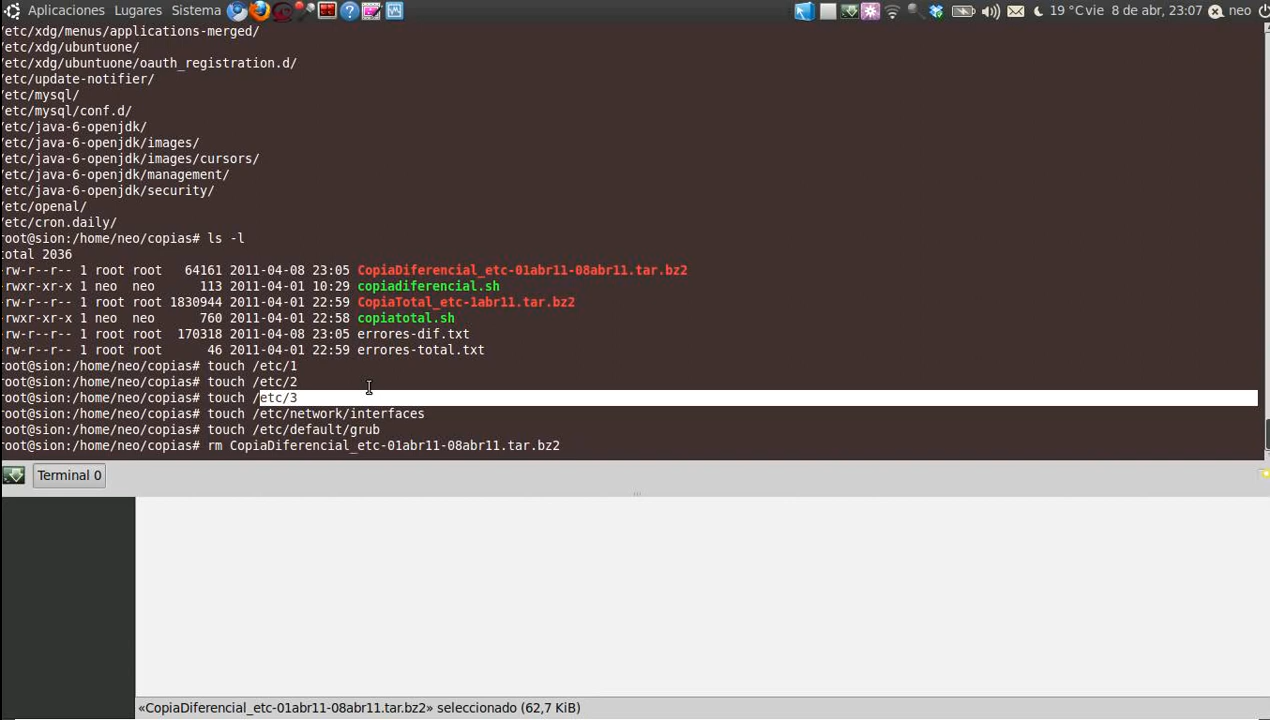 Aplicaciones Lugares Sistema 19 °C vie 8 de abr, 23:07 neo
/etc/xdg/menus/applications-merged/
/etc/xdg/ubuntuone/
/etc/xdg/ubuntuone/oauth_registration.d/
/etc/update-notifier/
/etc/mysql/
/etc/mysql/conf.d/
/etc/java-6-openjdk/
/etc/java-6-openjdk/images/
/etc/java-6-openjdk/images/cursors/
/etc/java-6-openjdk/management/
/etc/java-6-openjdk/security/
/etc/openal/
/etc/cron.daily/
root@sion:/home/neo/copias# ls -l
total 2036
-rw-r--r-- 1 root root 64161 2011-04-08 23:05 CopiaDiferencial_etc-01abr11-08abr11.tar.bz2
-rwxr-xr-x 1 neo neo 113 2011-04-01 10:29 copiadiferencial.sh
-rw-r--r-- 1 root root 1830944 2011-04-01 22:59 CopiaTotal_etc-1abr11.tar.bz2
-rwxr-xr-x 1 neo neo 760 2011-04-01 22:58 copiatotal.sh
-rw-r--r-- 1 root root 170318 2011-04-08 23:05 errores-dif.txt
-rw-r--r-- 1 root root 46 2011-04-01 22:59 errores-total.txt
root@sion:/home/neo/copias# touch /etc/1
root@sion:/home/neo/copias# touch /etc/2
root@sion:/home/neo/copias# touch /etc/3
root@sion:/home/neo/copias# touch /etc/network/interfaces
root@sion:/home/neo/copias# touch /etc/default/grub
root@sion:/home/neo/copias# rm CopiaDiferencial_etc-01abr11-08abr11.tar.bz2
Terminal 0
«CopiaDiferencial_etc-01abr11-08abr11.tar.bz2» seleccionado (62,7 KiB)